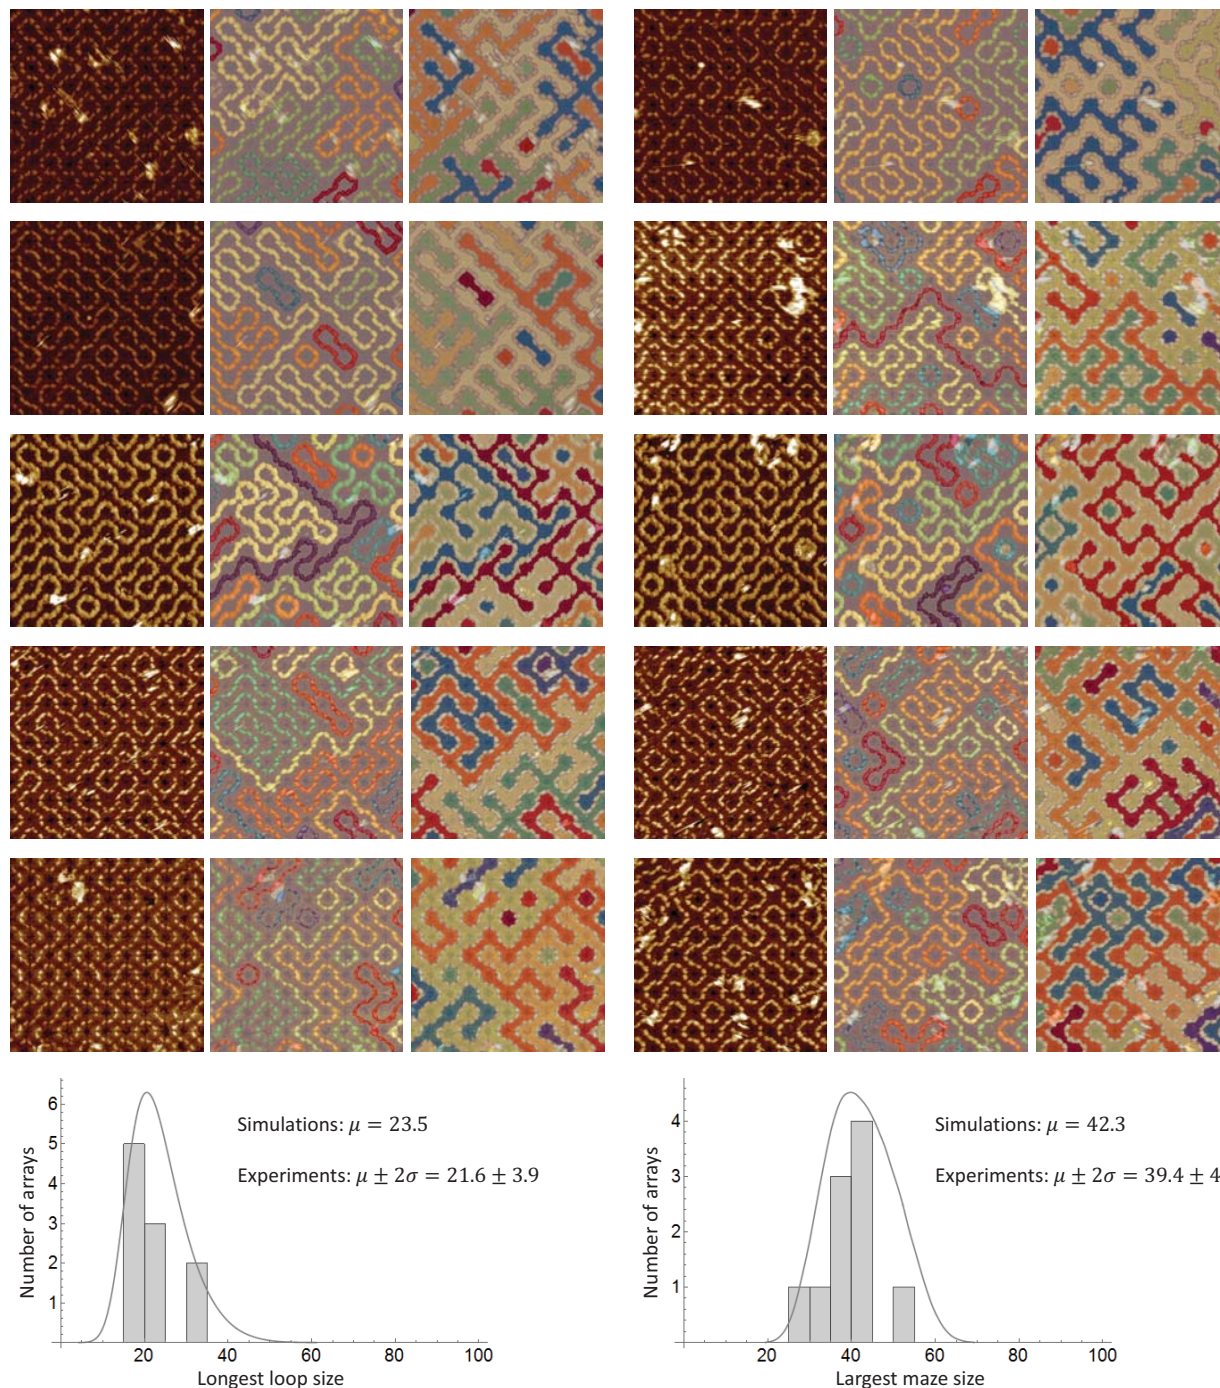 Simulations: μ = 23.5
Experiments: μ ± 2σ = 21.6 ± 3.9
Number of arrays
6
5
4
3
2
1
20 40 60 80 100
Longest loop size
Simulations: μ = 42.3
Experiments: μ ± 2σ = 39.4 ± 4
Number of arrays
4
3
2
1
20 40 60 80 100
Largest maze size